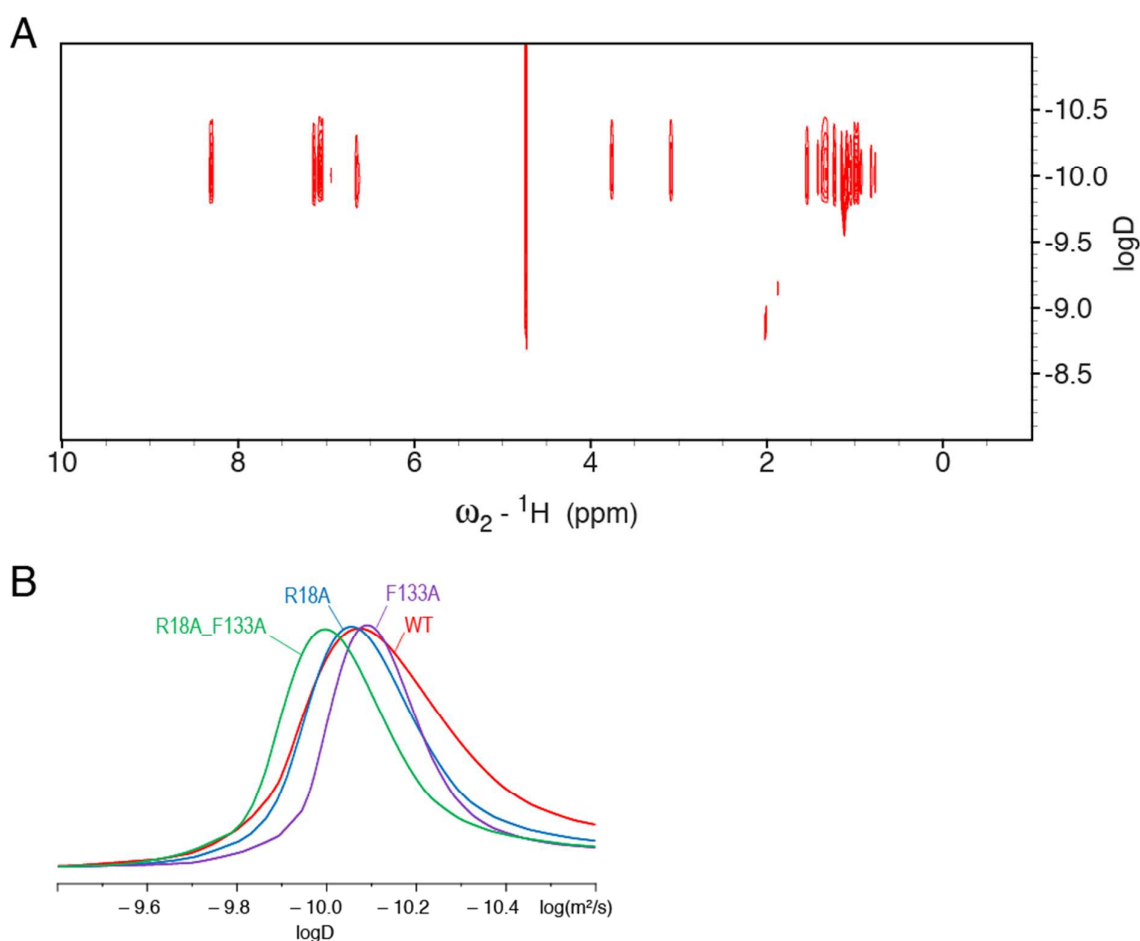 A
-10.5
-10.0
-9.5
-9.0
-8.5
logD
10 8 6 4 2 0
ω2 - 1H (ppm)
B
R18A F133A
R18A_F133A WT
– 9.6 – 9.8 – 10.0 – 10.2 – 10.4 log(m²/s)
logD